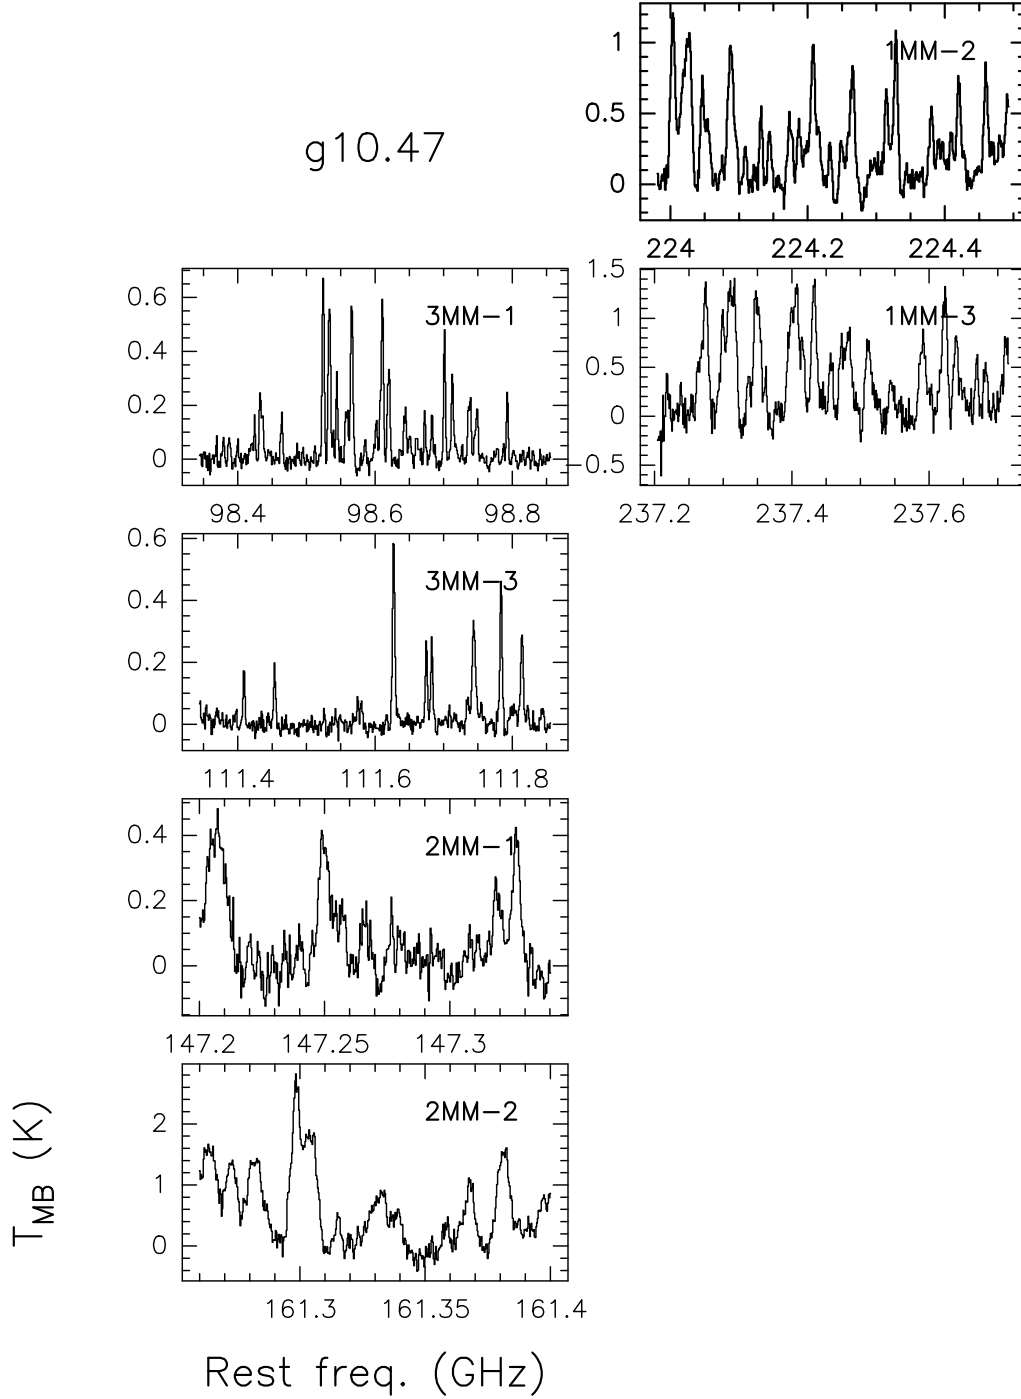 1
0.5
0
1MM-2
224 224.2 224.4
g10.47
0.6
0.4
0.2
0
3MM-1
98.4 98.6 98.8
1.5
1
0.5
0
-0.5
1MM-3
237.2 237.4 237.6
0.6
0.4
0.2
0
3MM-3
111.4 111.6 111.8
0.4
0.2
0
2MM-1
147.2 147.25 147.3
2
1
0
2MM-2
161.3 161.35 161.4
T_MB (K)
Rest freq. (GHz)